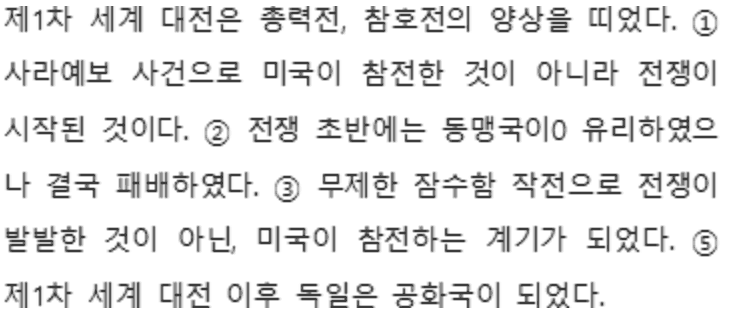 제1차 세계 대전은 총력전, 참호전의 양상을 띠었다. ①
사라예보 사건으로 미국이 참전한 것이 아니라 전쟁이
시작된 것이다. ② 전쟁 초반에는 동맹국이0 유리하였으
나 결국 패배하였다. ③ 무제한 잠수함 작전으로 전쟁이
발발한 것이 아닌, 미국이 참전하는 계기가 되었다. ⑤
제1차 세계 대전 이후 독일은 공화국이 되었다.